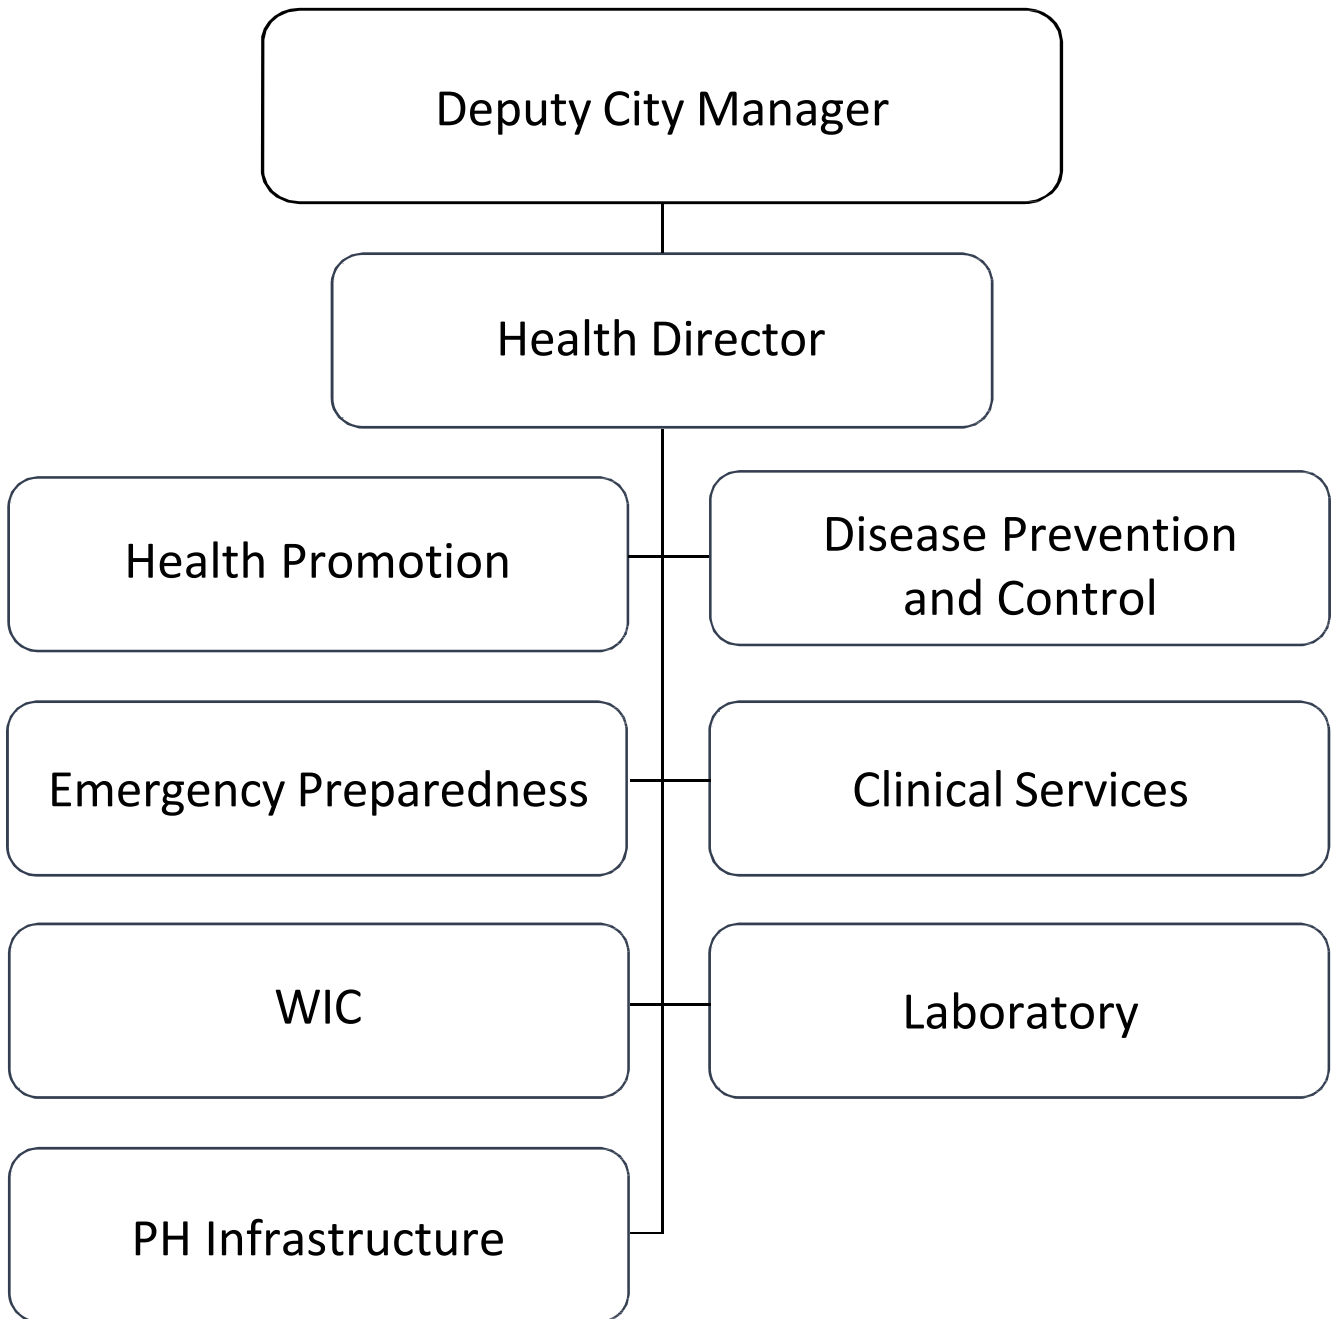 Deputy City Manager
Health Director
Health Promotion
Disease Prevention
and Control
Emergency Preparedness
Clinical Services
WIC
Laboratory
PH Infrastructure